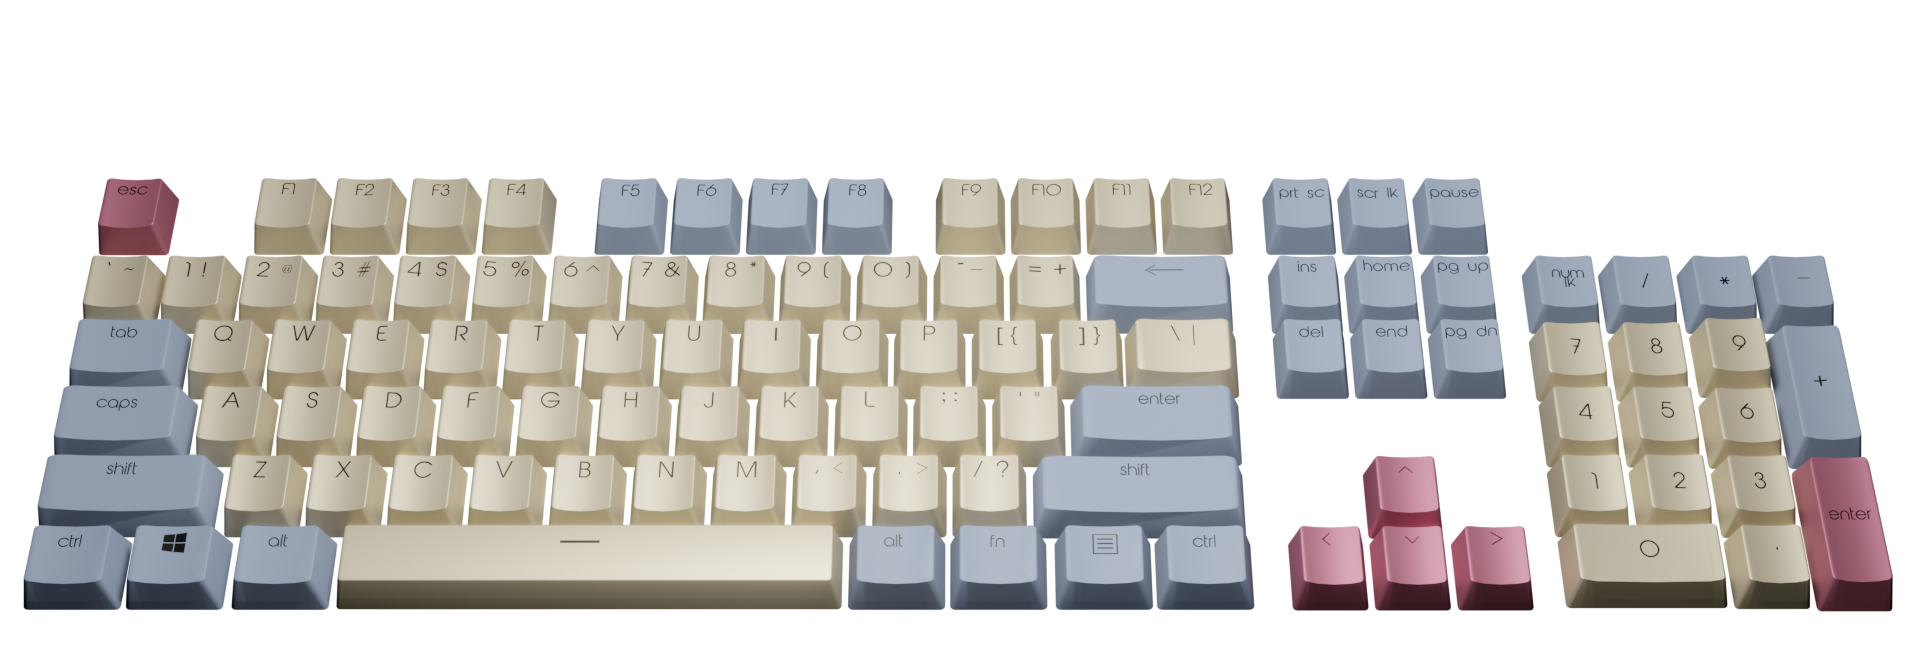 esc F1 F2 F3 F4 F5 F6 F7 F8 F9 F10 F11 F12 prt sc scr lk pause
` ~ 1 ! 2 @ 3 # 4 $ 5 % 6 ^ 7 & 8 * 9 ( 0 ) - _ = + ← ins home pg up num lk / * -
tab Q W E R T Y U I O P [ { ] } \ | del end pg dn 7 8 9 +
caps A S D F G H J K L ; : ' " enter 4 5 6
shift Z X C V B N M , < . > / ? shift ^ 1 2 3 enter
ctrl alt — alt fn ctrl < ⌵ > 0 .